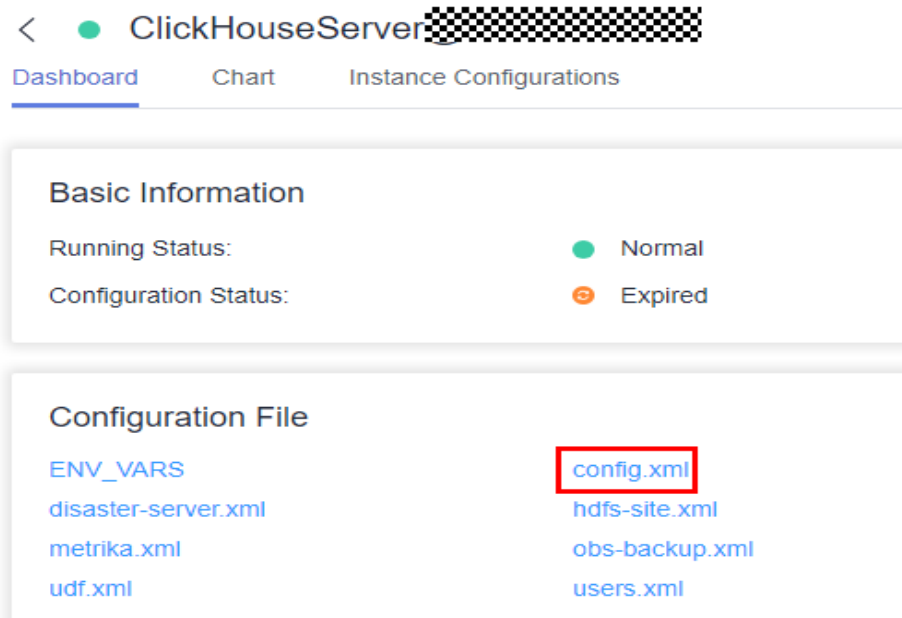 ClickHouseServer
Dashboard Chart Instance Configurations
Basic Information
Running Status: Normal
Configuration Status: Expired
Configuration File
ENV_VARS config.xml
disaster-server.xml hdfs-site.xml
metrika.xml obs-backup.xml
udf.xml users.xml